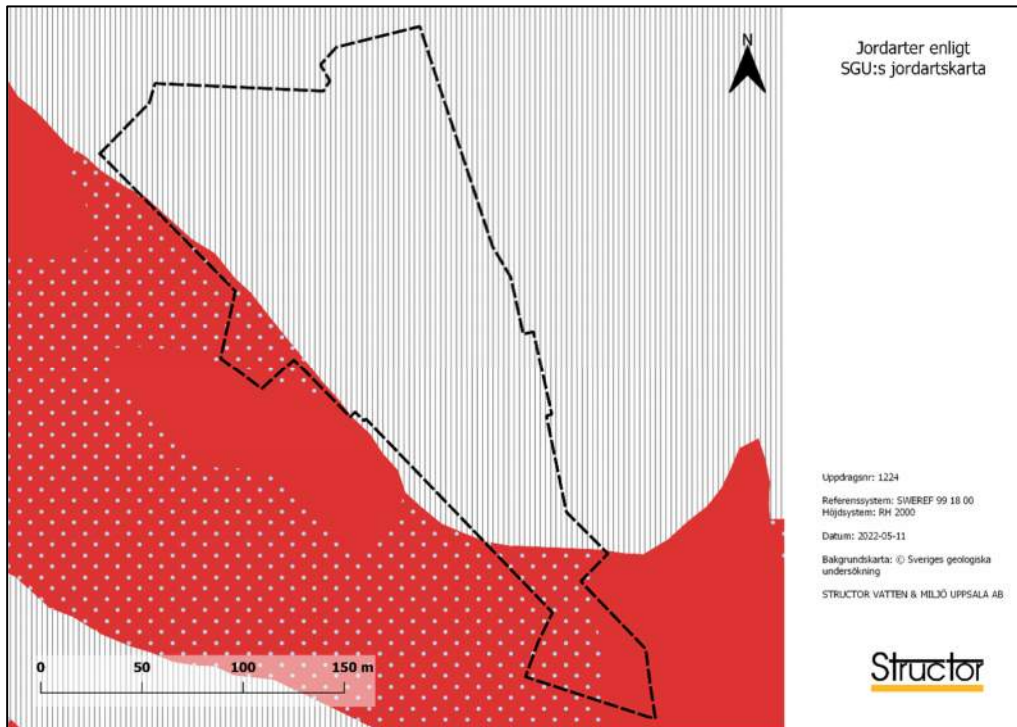 N
Jordarter enligt
SGU:s jordartskarta
Uppdragsnr: 1224
Referenssystem: SWEREF 99 18 00
Höjdsystem: RH 2000
Datum: 2022-05-11
Bakgrundskarta: © Sveriges geologiska
undersökning
STRUCTOR VATTEN & MILJÖ UPPSALA AB
0 50 100 150 m
Structor